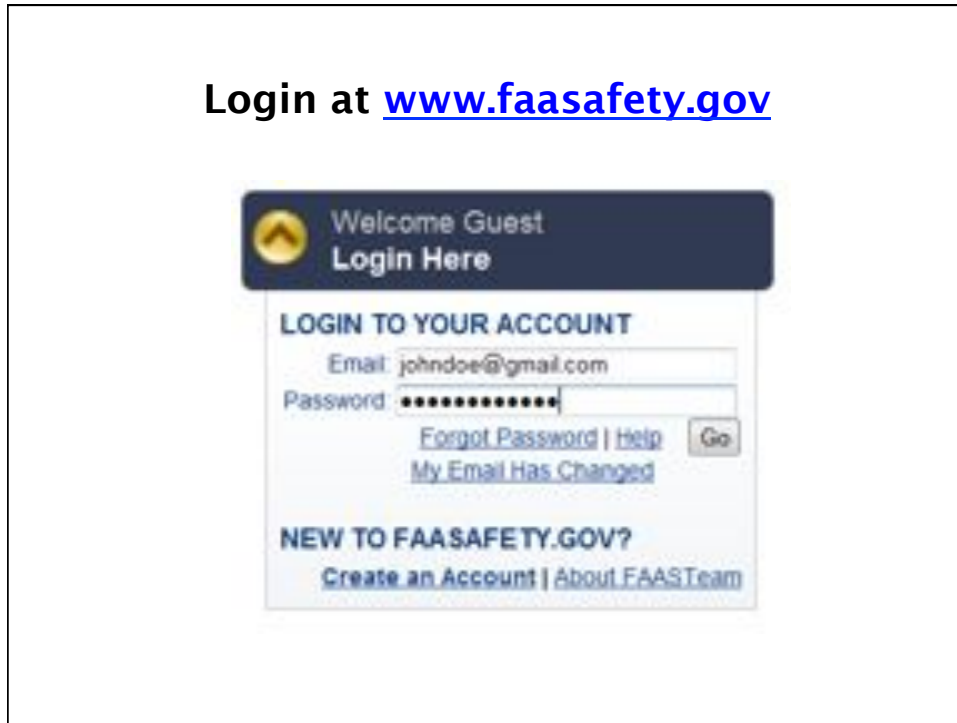 Login at www.faasafety.gov
Welcome Guest
Login Here
LOGIN TO YOUR ACCOUNT
Email: johndoe@gmail.com
Password: ••••••••••••
Forgot Password | Help Go
My Email Has Changed
NEW TO FAASAFETY.GOV?
Create an Account | About FAASTeam